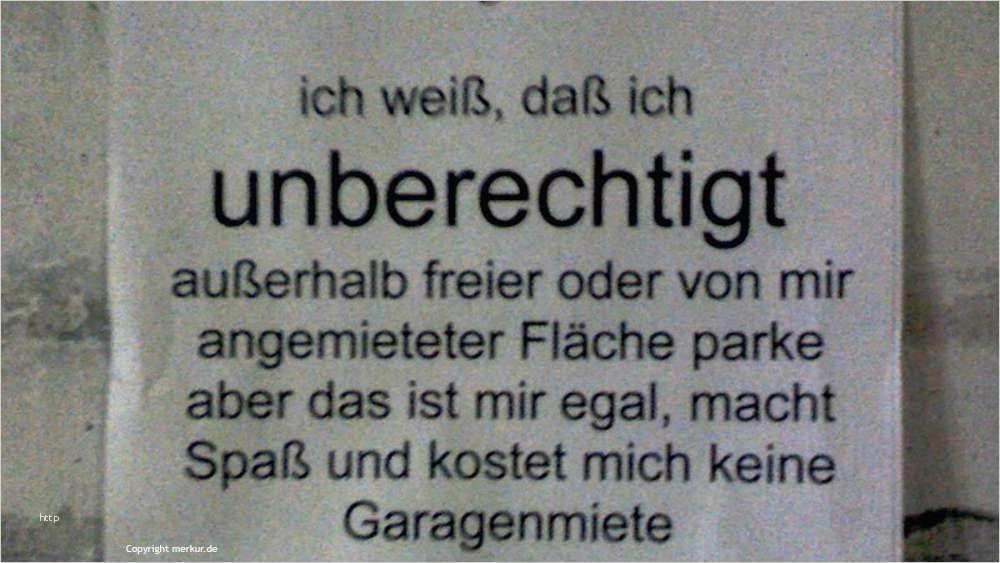 ich weiß, daß ich
unberechtigt
außerhalb freier oder von mir
angemieteter Fläche parke
aber das ist mir egal, macht
Spaß und kostet mich keine
Garagenmiete
http
Copyright merkur.de